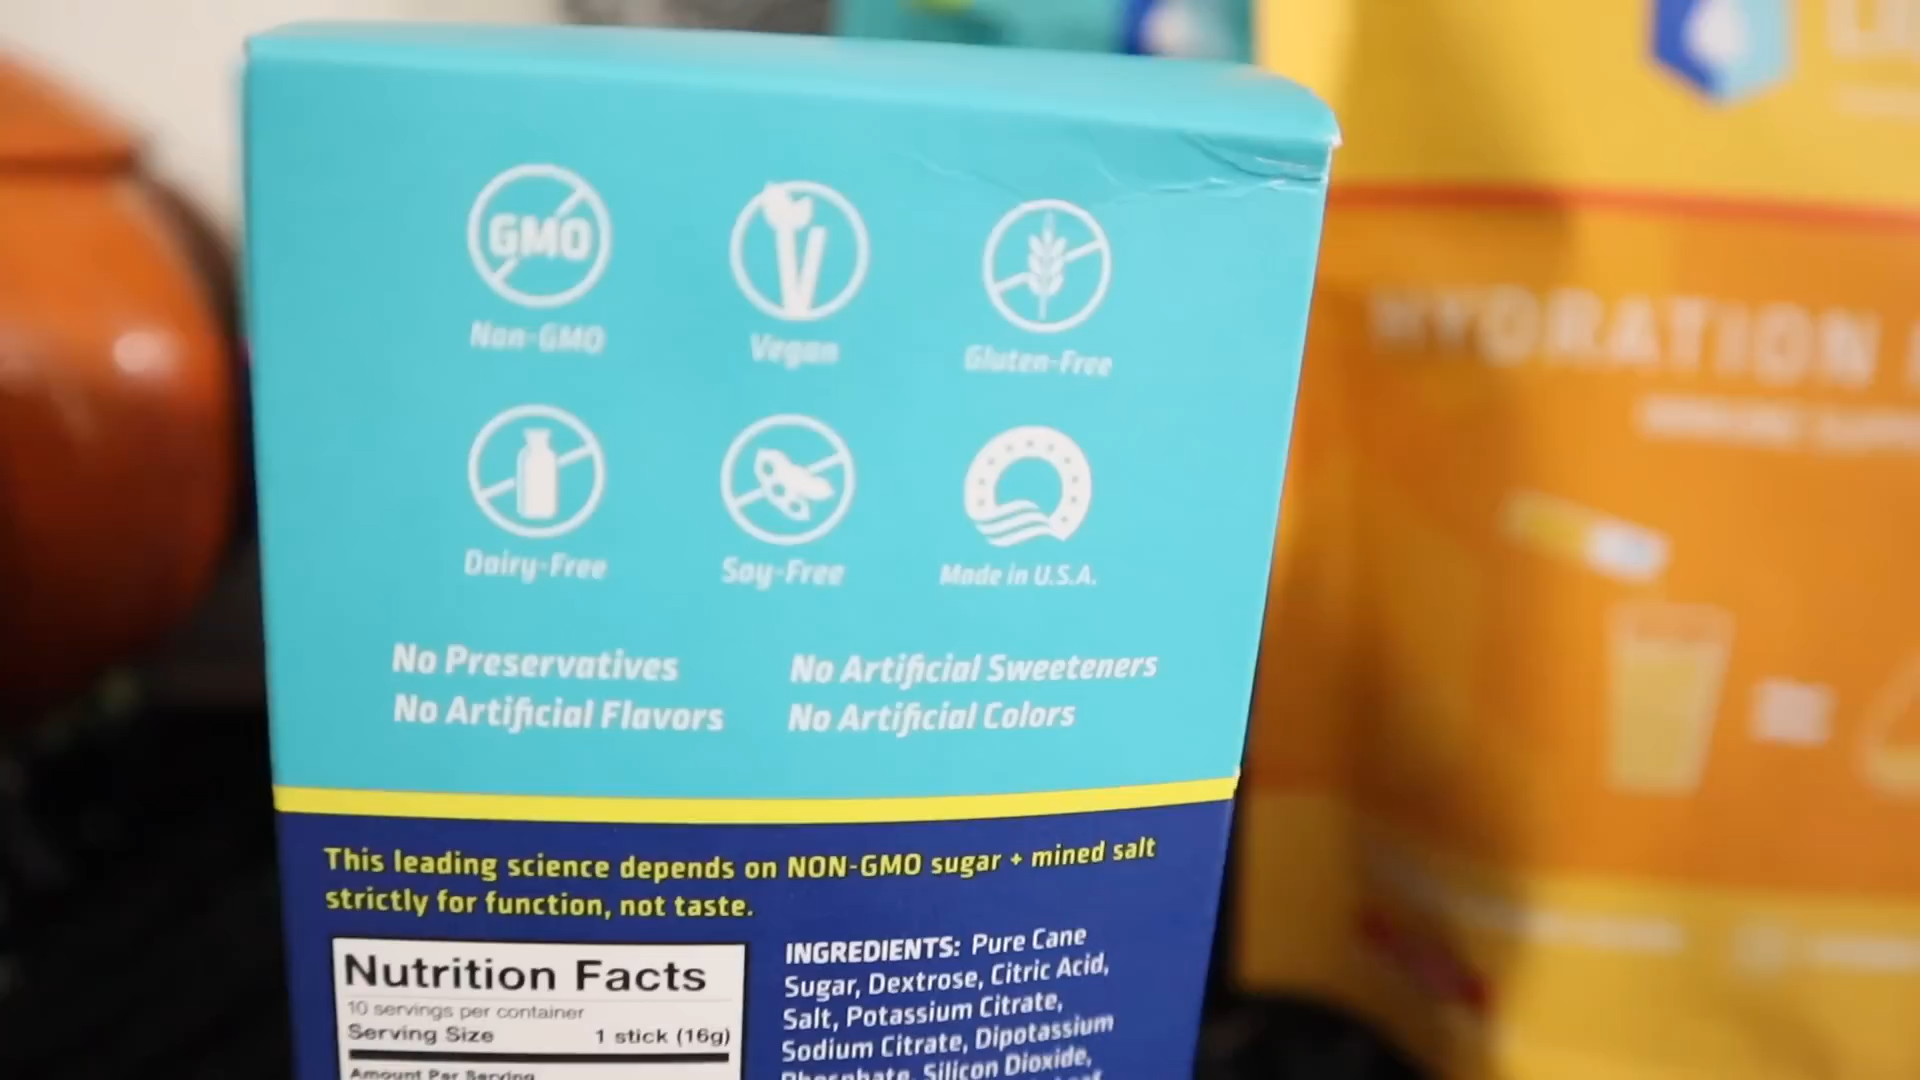 GMO
Non-GMO
Vegan
Gluten-Free
Dairy-Free
Soy-Free
Made in U.S.A.
No Preservatives
No Artificial Sweeteners
No Artificial Flavors
No Artificial Colors
This leading science depends on NON-GMO sugar + mined salt
strictly for function, not taste.
Nutrition Facts
10 servings per container
Serving Size 1 stick (16g)
Amount Per Serving
INGREDIENTS: Pure Cane
Sugar, Dextrose, Citric Acid,
Salt, Potassium Citrate,
Sodium Citrate, Dipotassium
Phosphate, Silicon Dioxide,
HYDRATION